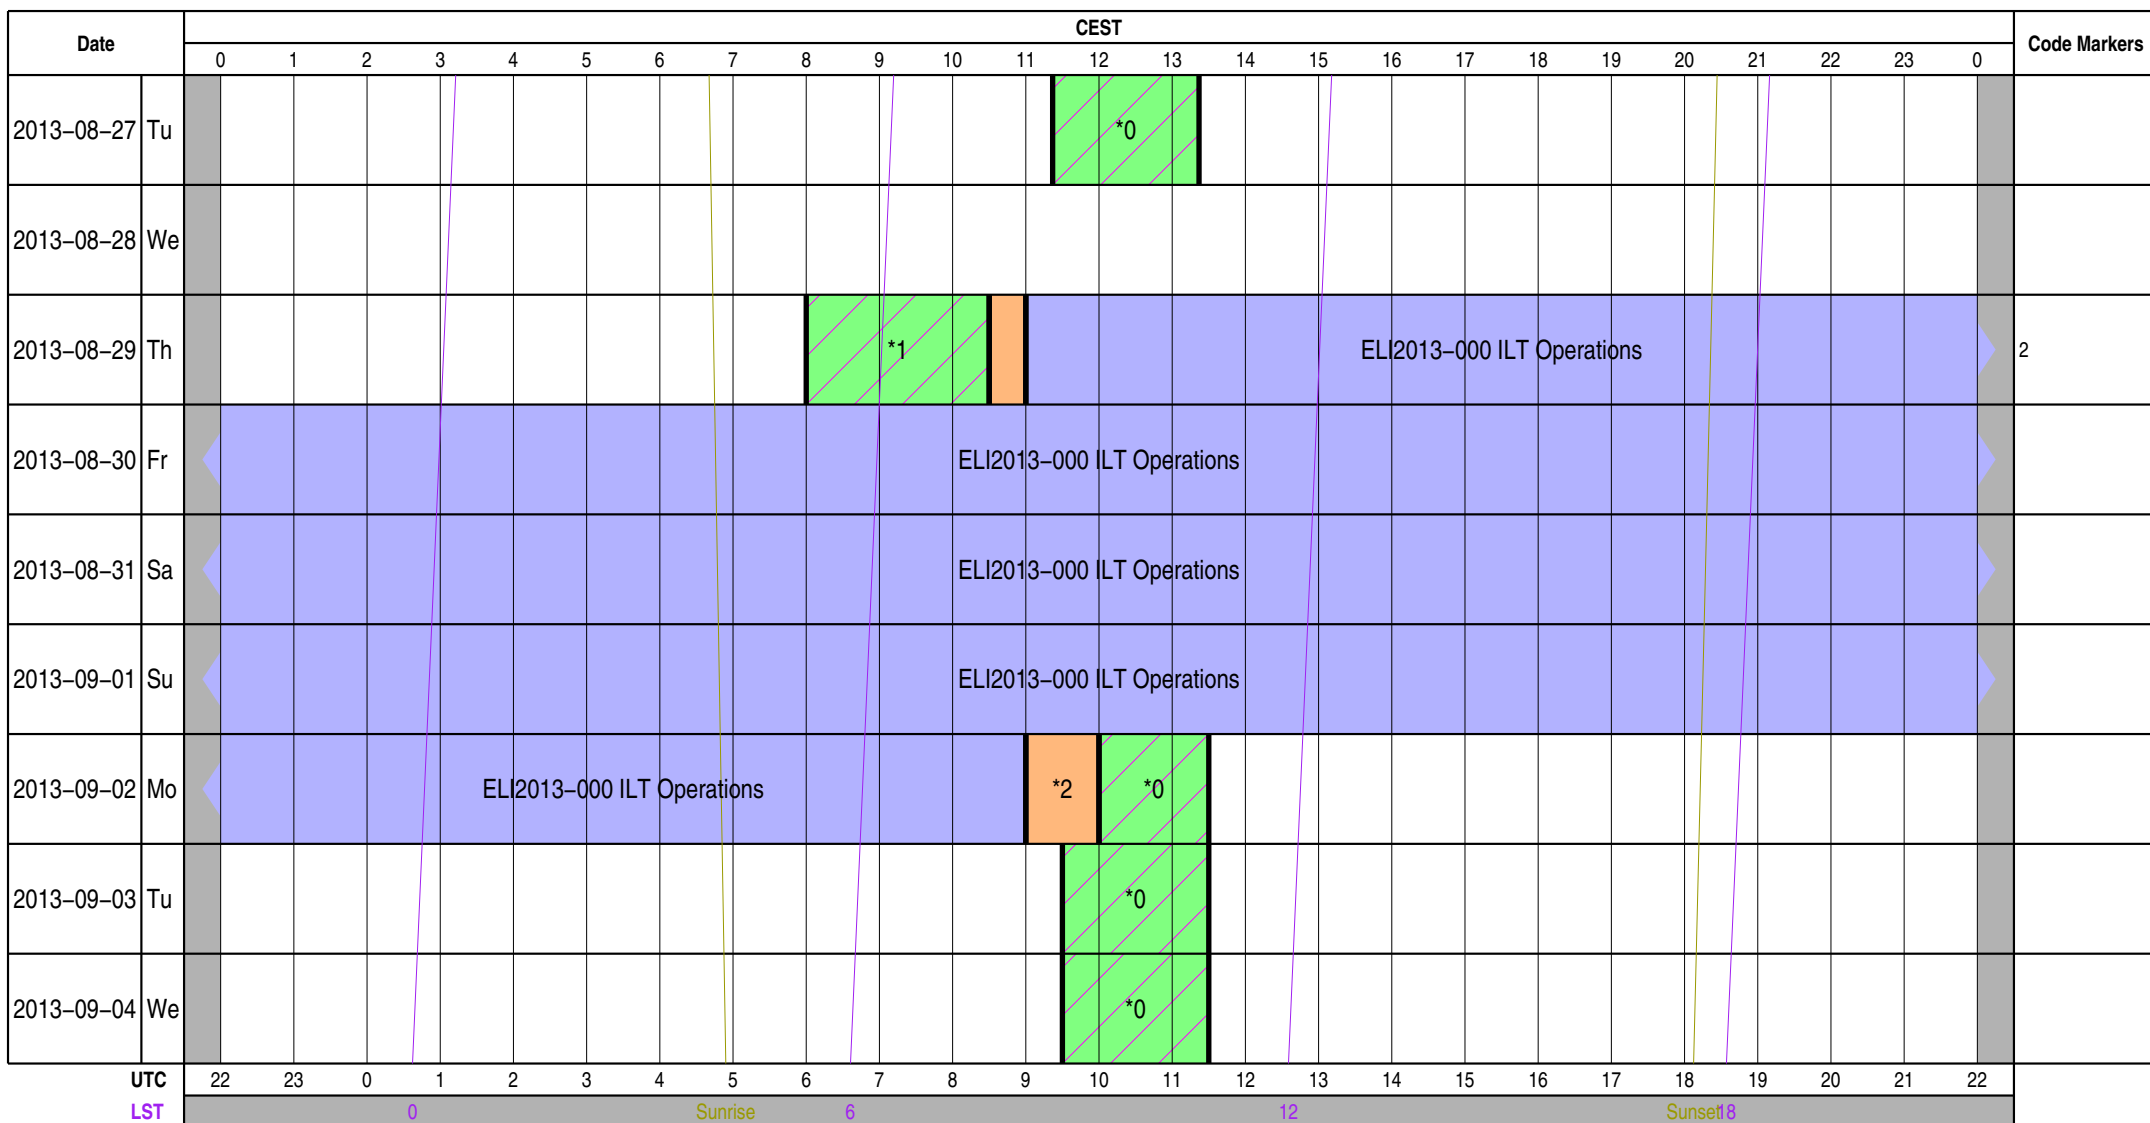 CEST
Date
Code Markers
0 1 2 3 4 5 6 7 8 9 10 11 12 13 14 15 16 17 18 19 20 21 22 23 0
2013−08−27 Tu *0
2013−08−28 We
2013−08−29 Th *1 ELI2013−000 ILT Operations 2
2013−08−30 Fr ELI2013−000 ILT Operations
2013−08−31 Sa ELI2013−000 ILT Operations
2013−09−01 Su ELI2013−000 ILT Operations
2013−09−02 Mo ELI2013−000 ILT Operations *2 *0
2013−09−03 Tu *0
2013−09−04 We *0
UTC 22 23 0 1 2 3 4 5 6 7 8 9 10 11 12 13 14 15 16 17 18 19 20 21 22
LST 0 Sunrise 6 12 Sunset 18